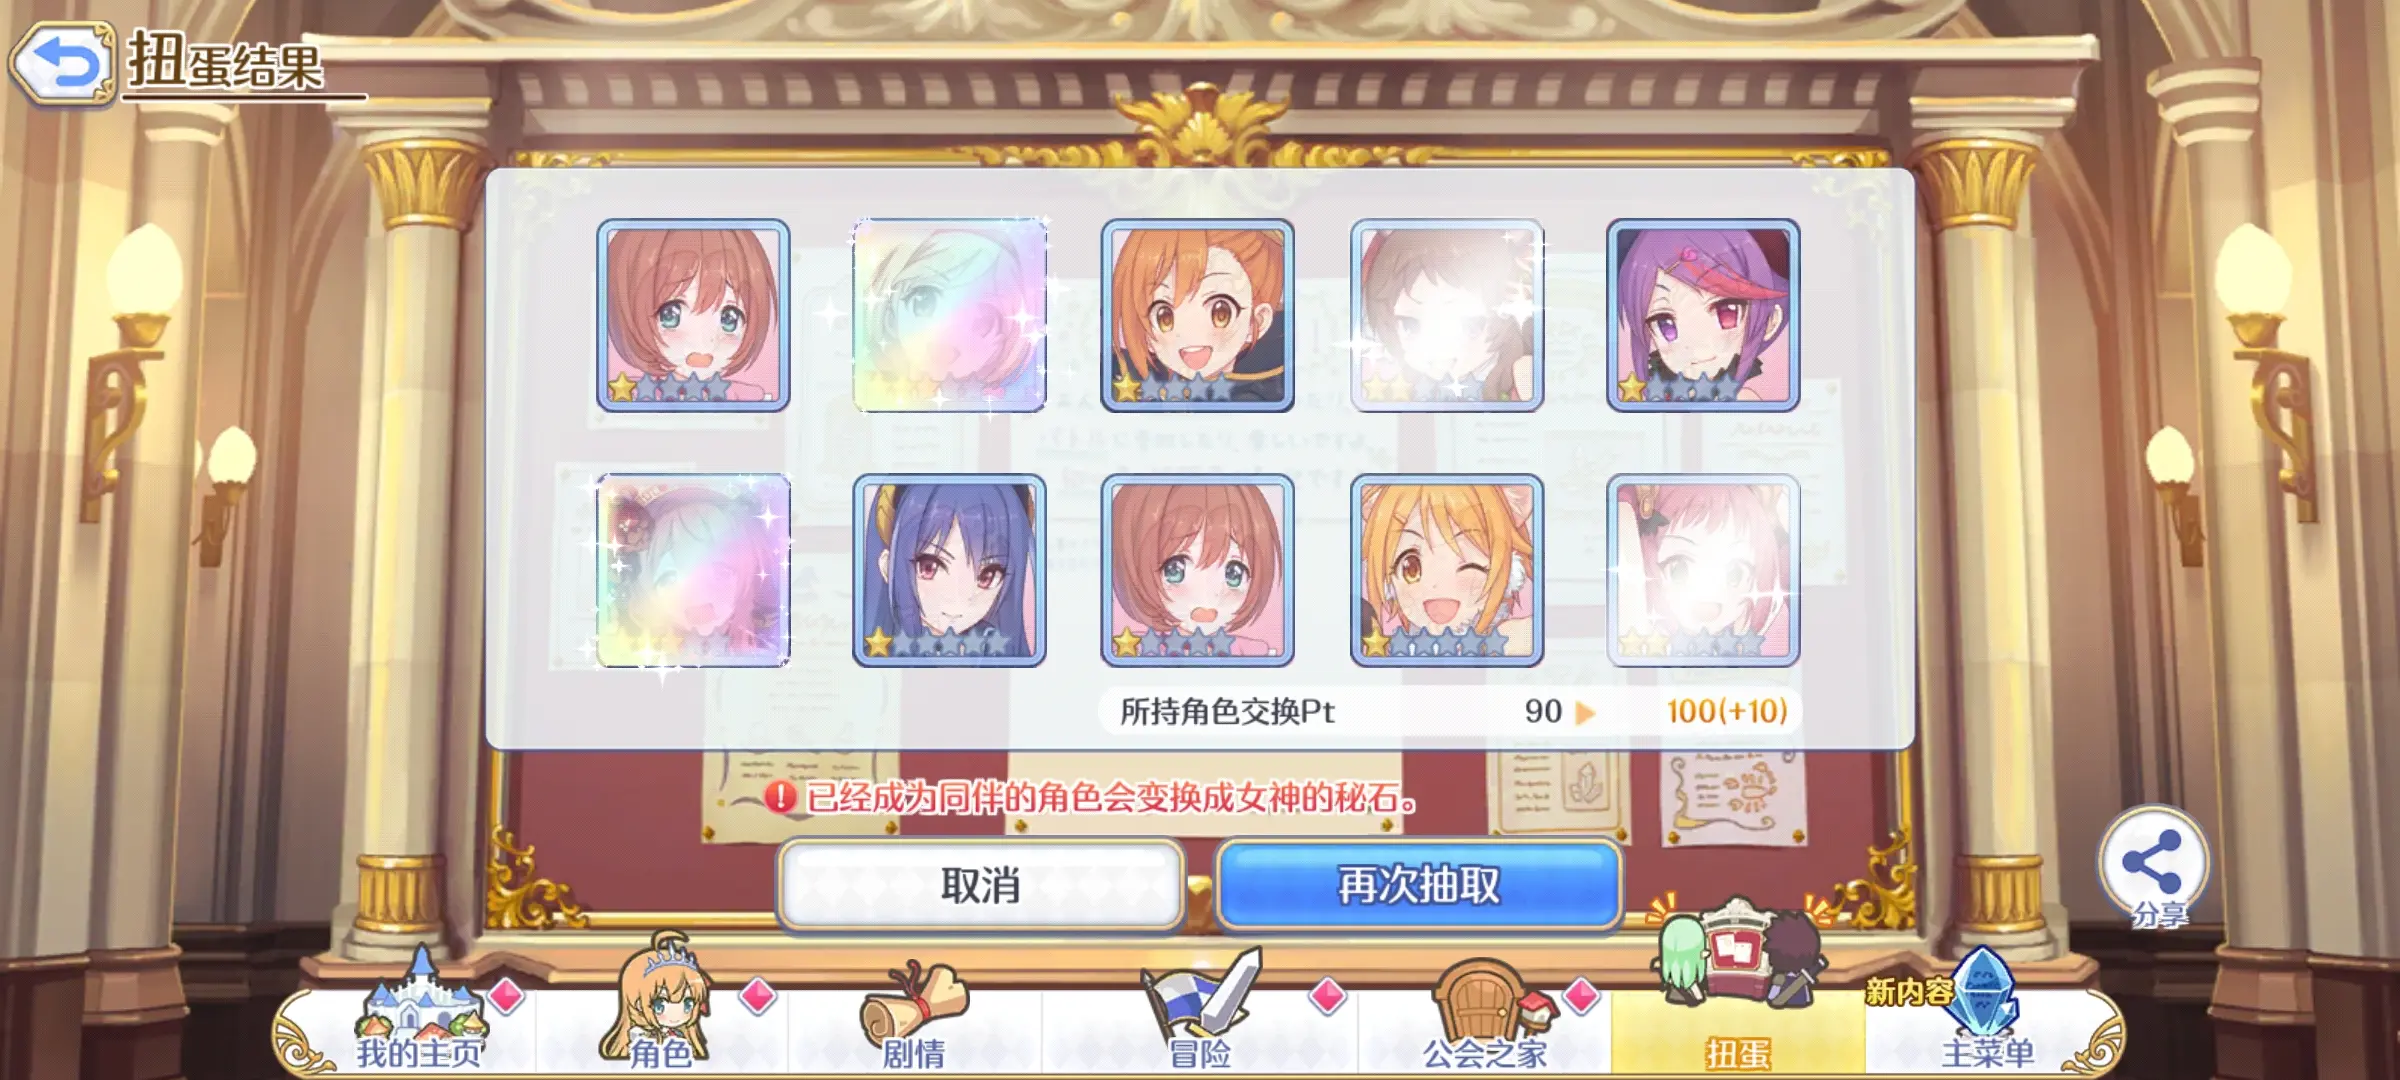 扭蛋结果
所持角色交换Pt 90 100(+10)
已经成为同伴的角色会变换成女神的秘石。
取消
再次抽取
分享
我的主页
角色
剧情
冒险
公会之家
扭蛋
新内容
主菜单